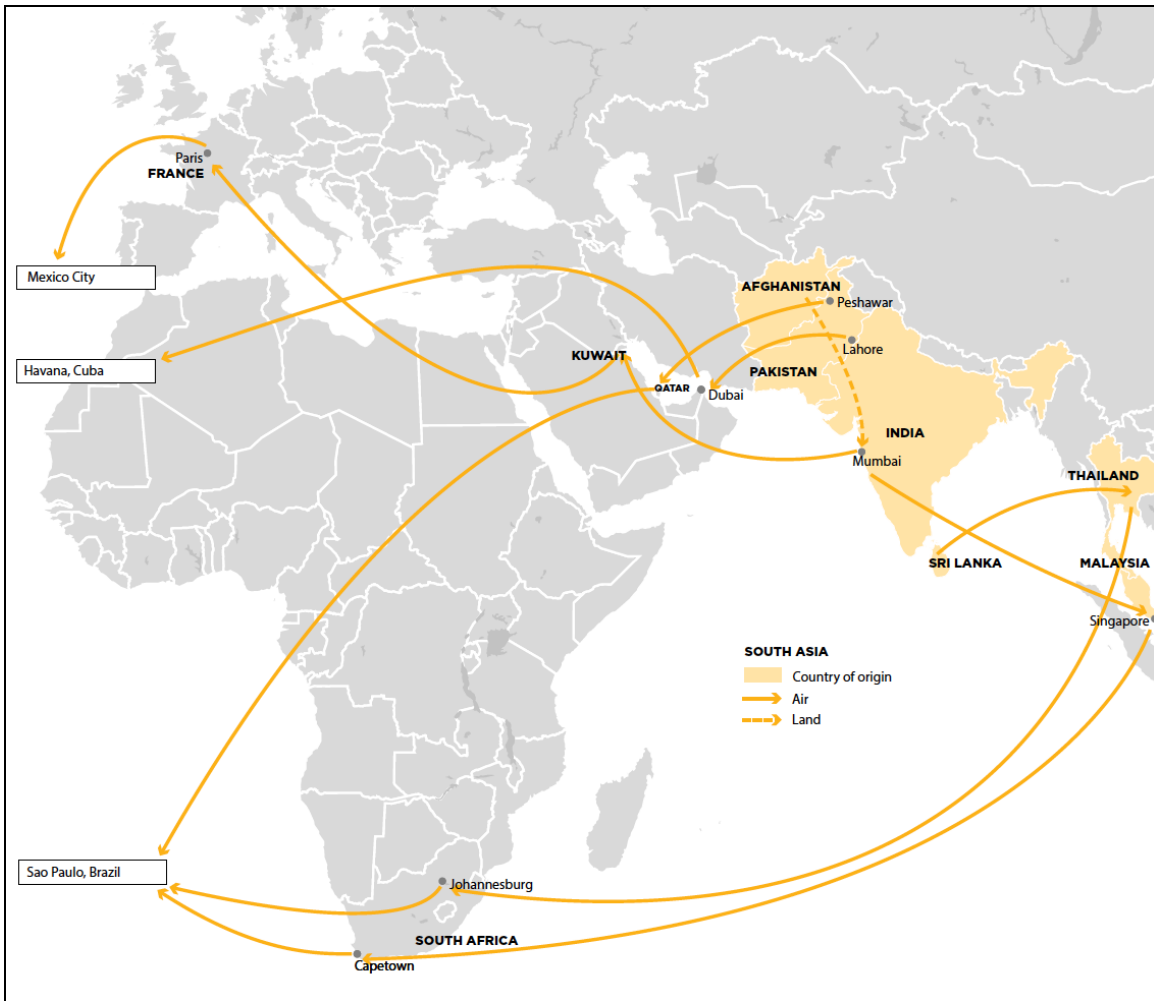 Paris
FRANCE
Mexico City
AFGHANISTAN
Peshawar
Lahore
KUWAIT
Havana, Cuba
PAKISTAN
QATAR
Dubai
INDIA
Mumbai
THAILAND
SRI LANKA
MALAYSIA
Singapore
SOUTH ASIA
Country of origin
Air
Land
Sao Paulo, Brazil
Johannesburg
SOUTH AFRICA
Capetown